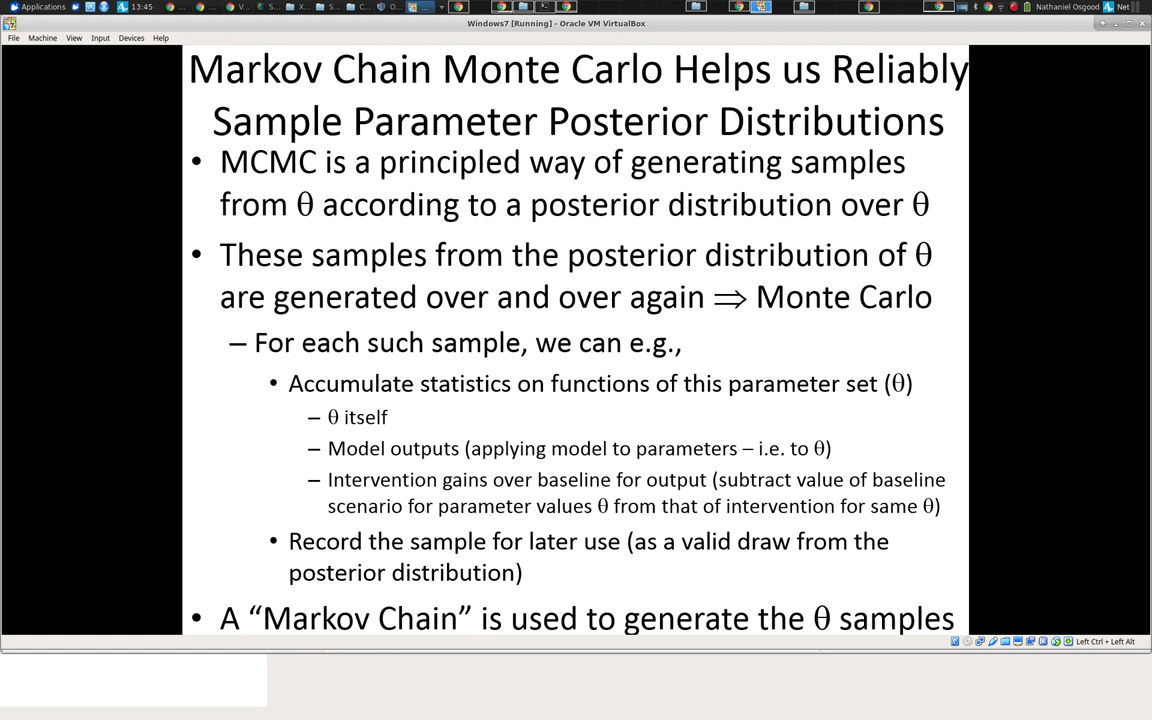 Applications 13:45 Nathaniel Osgood Net
Windows7 [Running] - Oracle VM VirtualBox
File Machine View Input Devices Help
Markov Chain Monte Carlo Helps us Reliably
Sample Parameter Posterior Distributions
• MCMC is a principled way of generating samples
from θ according to a posterior distribution over θ
• These samples from the posterior distribution of θ
are generated over and over again ⇒ Monte Carlo
– For each such sample, we can e.g.,
• Accumulate statistics on functions of this parameter set (θ)
– θ itself
– Model outputs (applying model to parameters – i.e. to θ)
– Intervention gains over baseline for output (subtract value of baseline
scenario for parameter values θ from that of intervention for same θ)
• Record the sample for later use (as a valid draw from the
posterior distribution)
• A “Markov Chain” is used to generate the θ samples
Left Ctrl + Left Alt